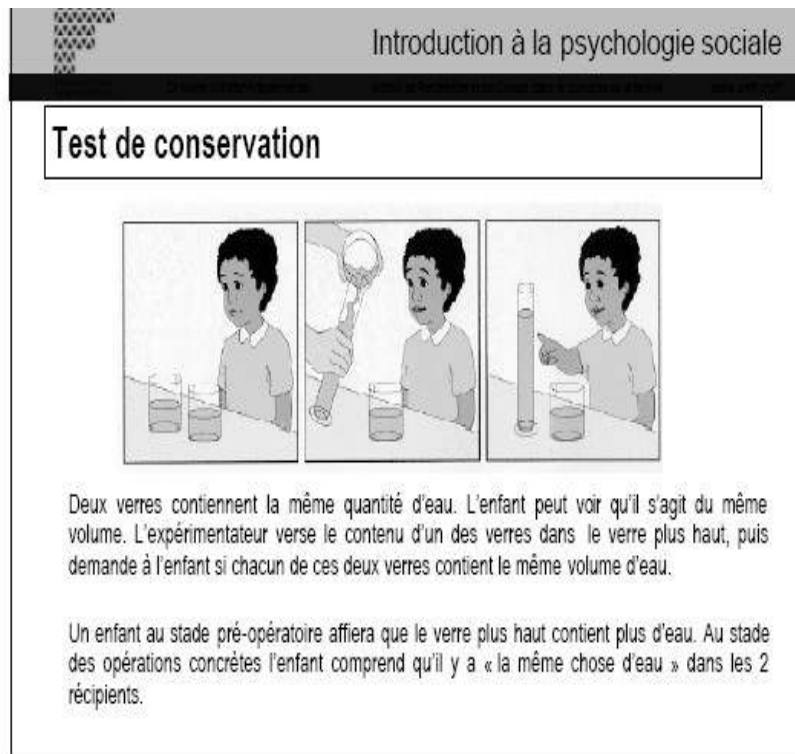 Introduction à la psychologie sociale
Test de conservation
Deux verres contiennent la même quantité d'eau. L'enfant peut voir qu'il s'agit du même
volume. L'expérimentateur verse le contenu d'un des verres dans le verre plus haut, puis
demande à l'enfant si chacun de ces deux verres contient le même volume d'eau.
Un enfant au stade pré-opératoire affiera que le verre plus haut contient plus d'eau. Au stade
des opérations concrètes l'enfant comprend qu'il y a « la même chose d'eau » dans les 2
récipients.